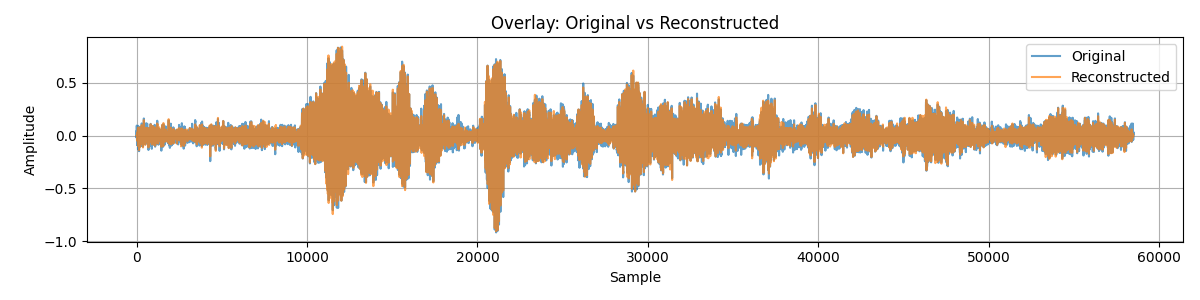 Overlay: Original vs Reconstructed
Original
Reconstructed
Amplitude
0.5
0.0
−0.5
−1.0
0 10000 20000 30000 40000 50000 60000
Sample